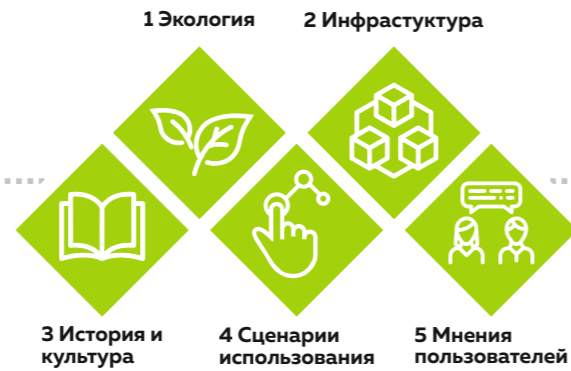 1 Экология
2 Инфрастуктура
3 История и
культура
4 Сценарии
использования
5 Мнения
пользователей